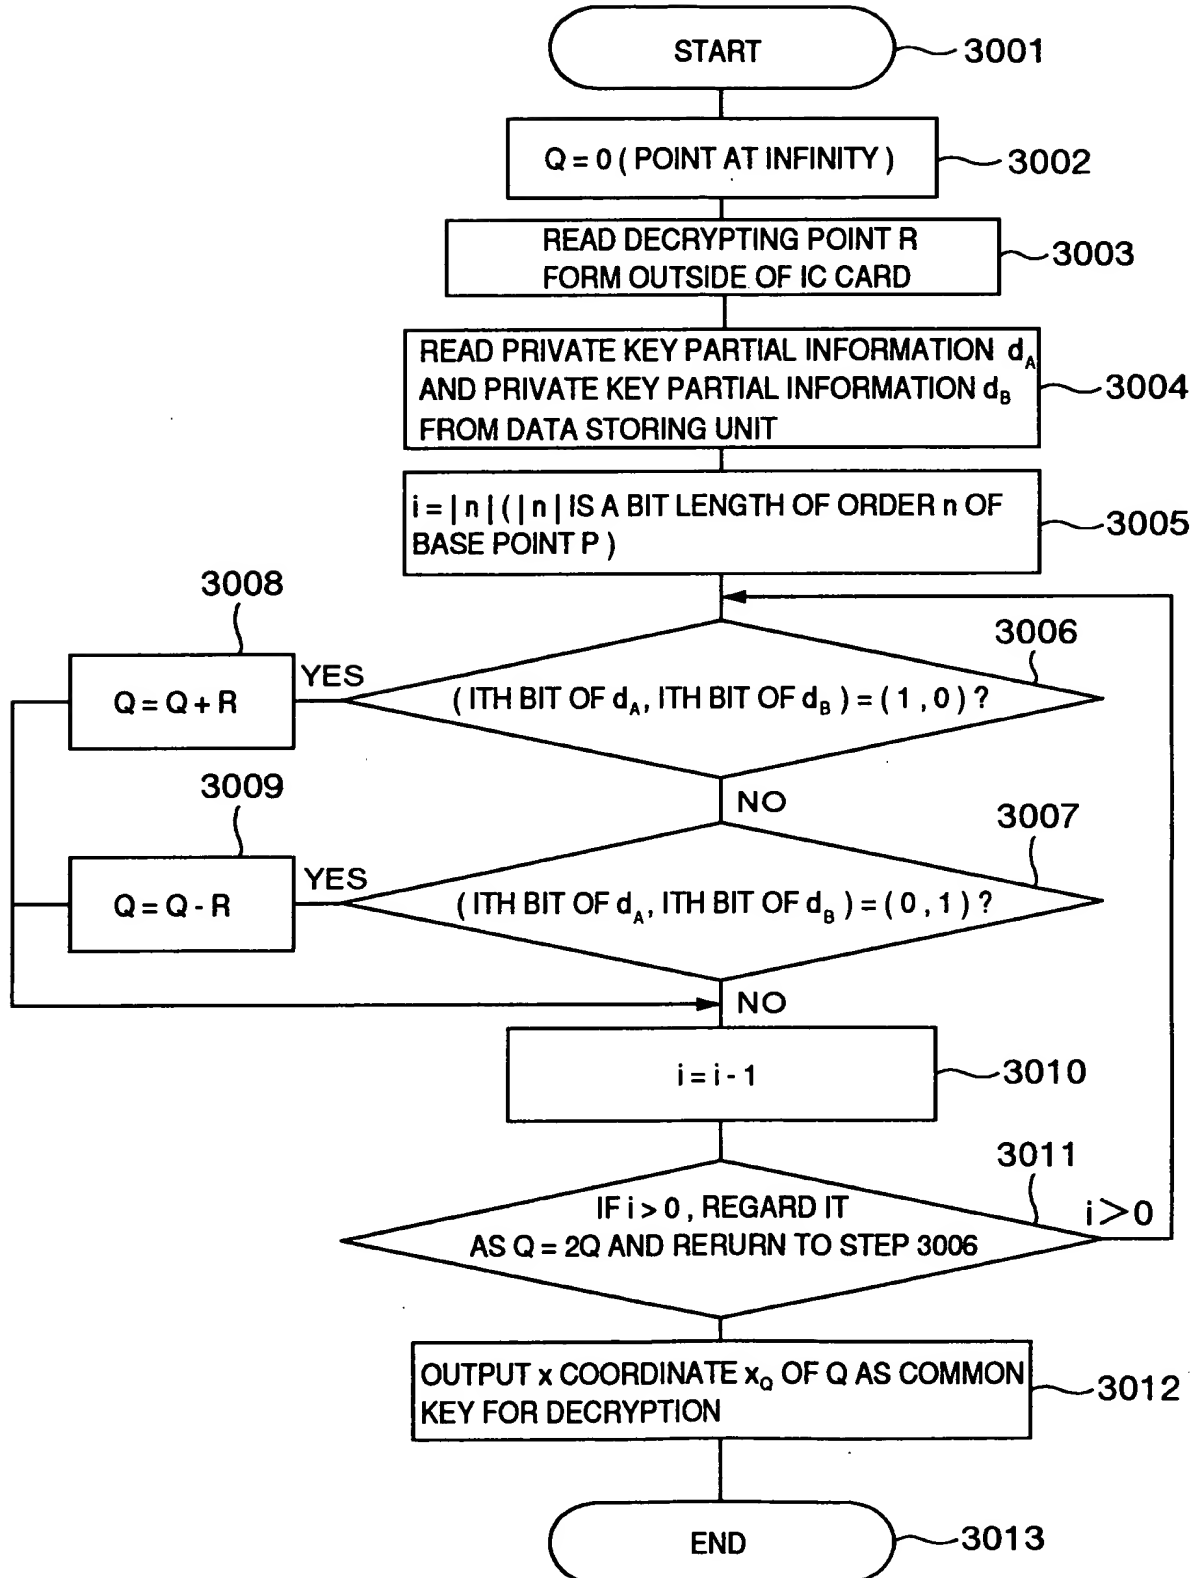 START
3001
Q = 0 ( POINT AT INFINITY )
3002
READ DECRYPTING POINT R
FORM OUTSIDE OF IC CARD
3003
READ PRIVATE KEY PARTIAL INFORMATION dA
AND PRIVATE KEY PARTIAL INFORMATION dB
FROM DATA STORING UNIT
3004
i = | n | ( | n | IS A BIT LENGTH OF ORDER n OF
BASE POINT P )
3005
3008
3006
Q = Q + R
YES
( ITH BIT OF dA, ITH BIT OF dB ) = ( 1 , 0 ) ?
NO
3009
3007
Q = Q - R
YES
( ITH BIT OF dA, ITH BIT OF dB ) = ( 0 , 1 ) ?
NO
i = i - 1
3010
3011
IF i > 0 , REGARD IT
AS Q = 2Q AND RERURN TO STEP 3006
i > 0
OUTPUT x COORDINATE xQ OF Q AS COMMON
KEY FOR DECRYPTION
3012
END
3013